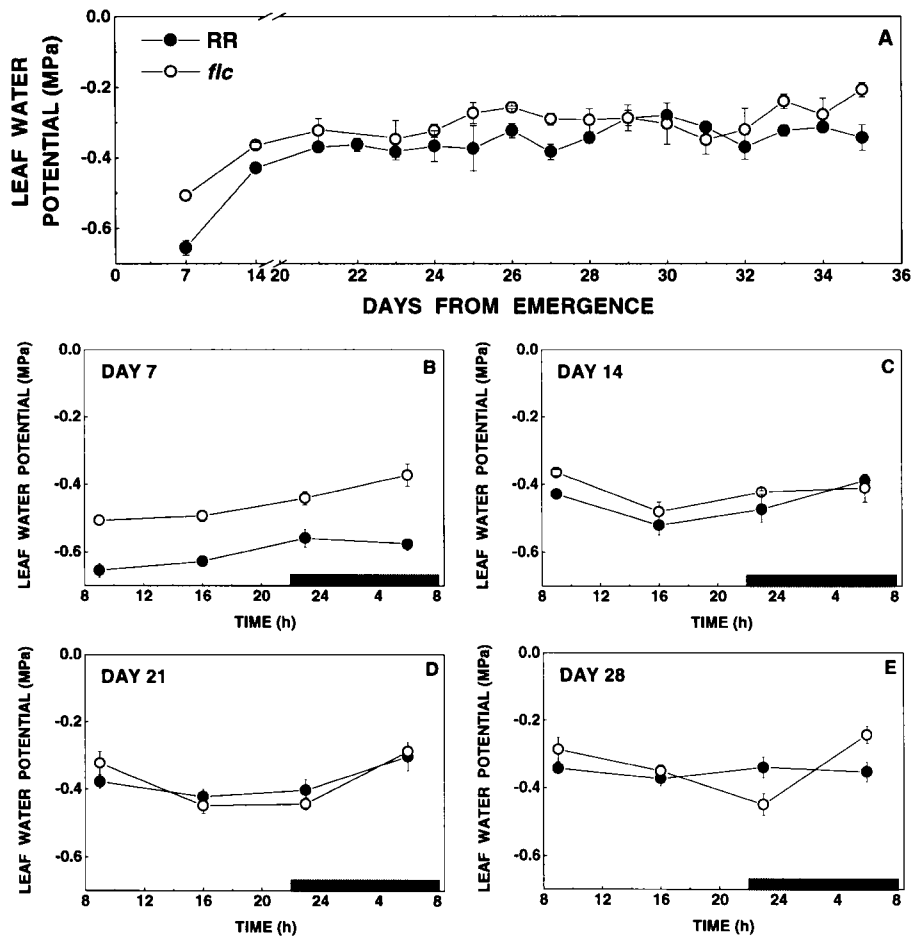 0.0
RR
flc
A
-0.2
-0.4
-0.6
LEAF WATER
POTENTIAL (MPa)
0 7 14 20 22 24 26 28 30 32 34 36
DAYS FROM EMERGENCE
0.0
DAY 7
B
-0.2
-0.4
-0.6
LEAF WATER POTENTIAL (MPa)
8 12 16 20 24 4 8
TIME (h)
0.0
DAY 14
C
-0.2
-0.4
-0.6
LEAF WATER POTENTIAL (MPa)
8 12 16 20 24 4 8
TIME (h)
0.0
DAY 21
D
-0.2
-0.4
-0.6
LEAF WATER POTENTIAL (MPa)
8 12 16 20 24 4 8
TIME (h)
0.0
DAY 28
E
-0.2
-0.4
-0.6
LEAF WATER POTENTIAL (MPa)
8 12 16 20 24 4 8
TIME (h)